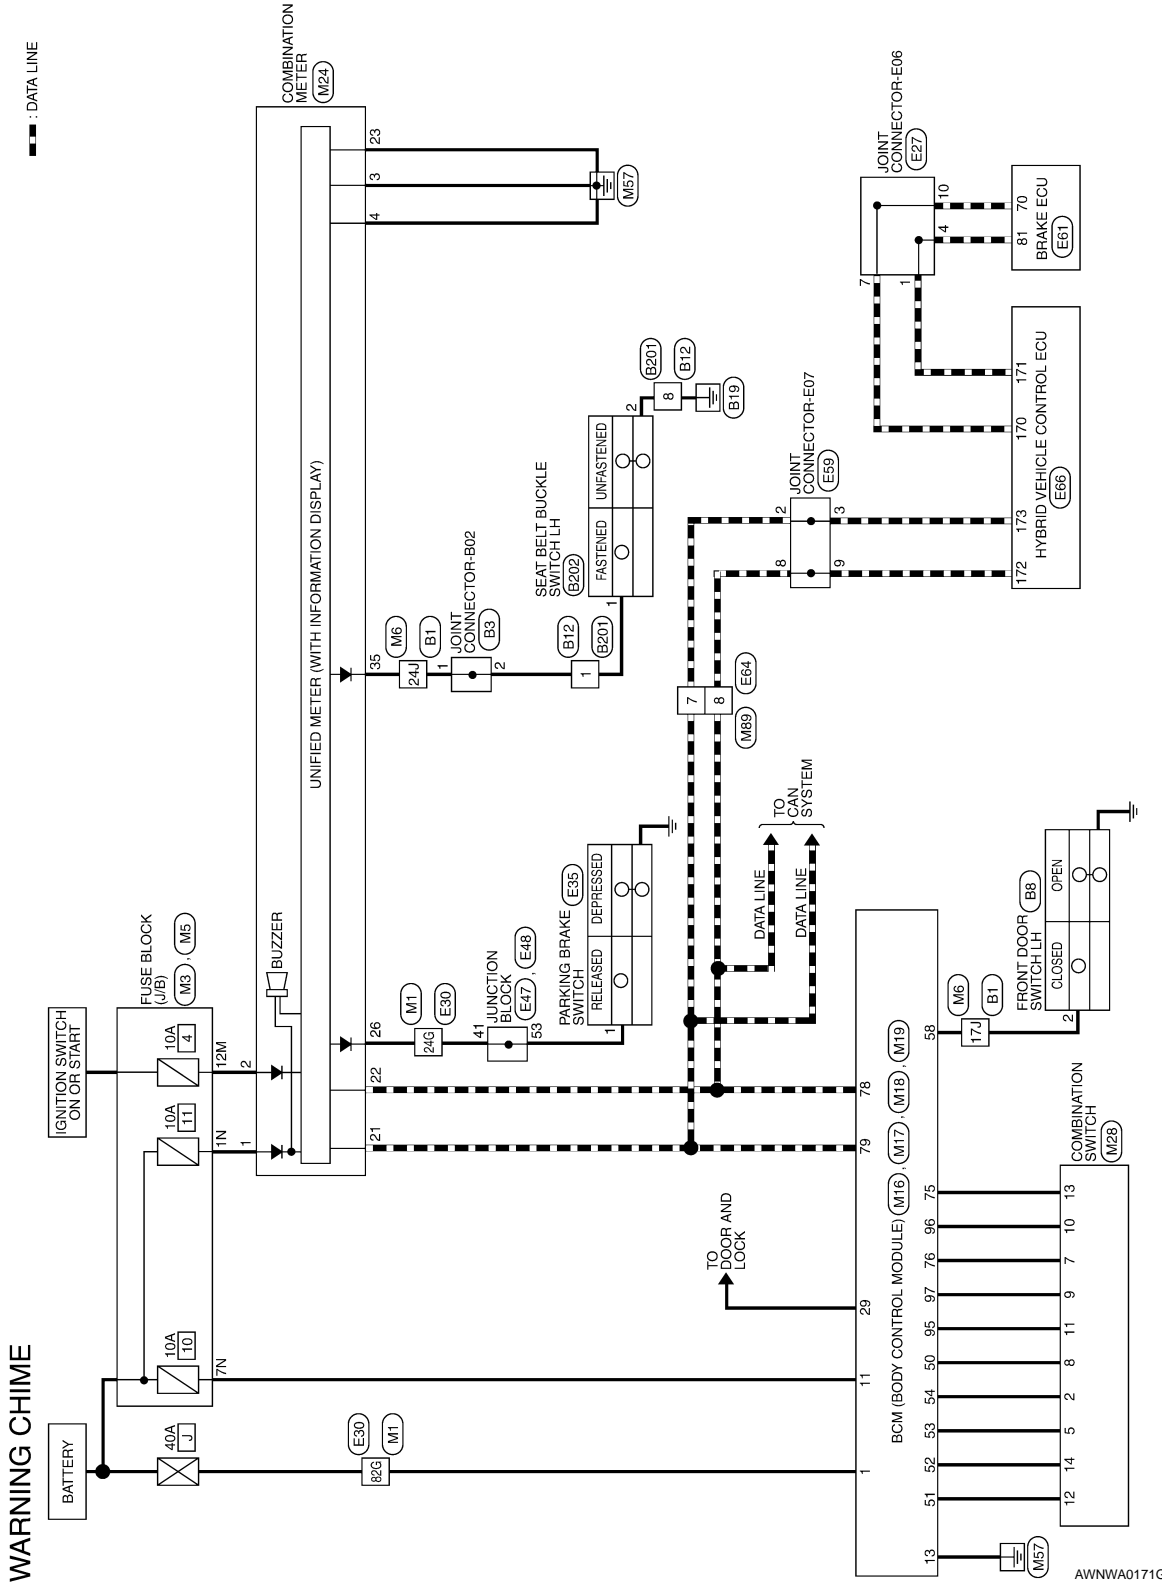 WARNING CHIME
: DATA LINE
BATTERY
IGNITION SWITCH
ON OR START
40A
J
10A
10
10A
11
10A
4
FUSE BLOCK
(J/B)
M3 , M5
7N
1N
12M
E30
82G
M1
1
2
BUZZER
COMBINATION
METER
M24
UNIFIED METER (WITH INFORMATION DISPLAY)
21
22
26
35
4
3
23
M57
M1
24G
E30
41
JUNCTION
BLOCK
E47 , E48
53
PARKING BRAKE
SWITCH
E35
RELEASED
DEPRESSED
1
M6
24J
B1
1
JOINT
CONNECTOR-B02
B3
2
B12
1
B201
SEAT BELT BUCKLE
SWITCH LH
B202
FASTENED
UNFASTENED
1
2
B201
8
B12
B19
TO
DOOR AND
LOCK
DATA LINE
DATA LINE
TO
CAN
SYSTEM
7
8
M89
E64
8
2
JOINT
CONNECTOR-E07
E59
9
3
7
1
JOINT
CONNECTOR-E06
E27
4
10
172
173
170
171
HYBRID VEHICLE CONTROL ECU
E66
81
70
BRAKE ECU
E61
1
11
29
79
78
BCM (BODY CONTROL MODULE) M16 , M17 , M18 , M19
13
51
52
53
54
50
95
97
76
96
75
58
M57
12
14
5
2
8
11
9
7
10
13
COMBINATION
SWITCH
M28
M6
17J
B1
FRONT DOOR
SWITCH LH
B8
2
CLOSED
OPEN
AWNWA0171G